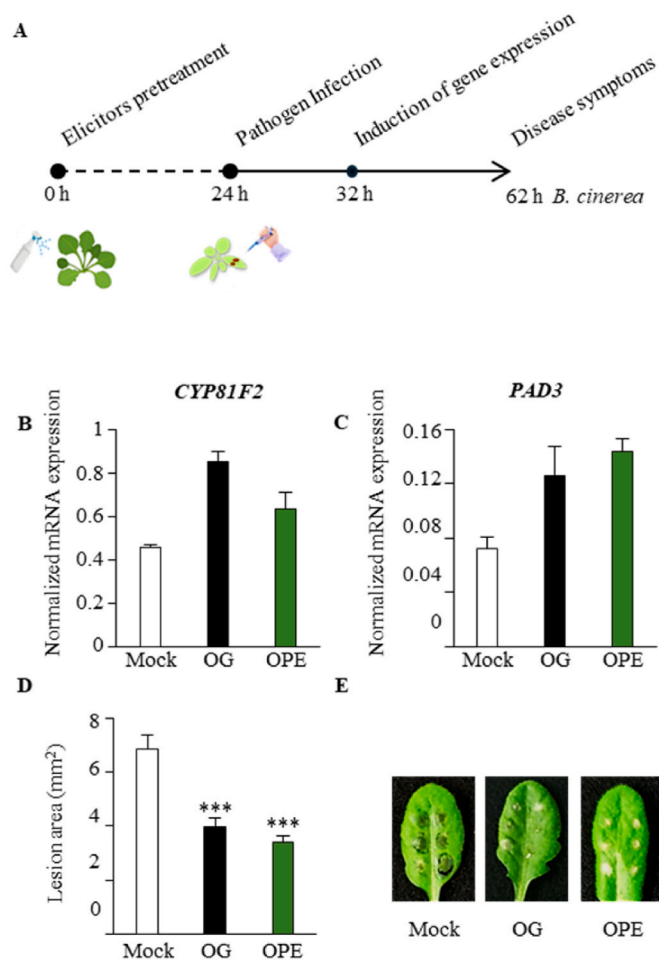 A
Elicitors pretreatment
Pathogen Infection
Induction of gene expression
Disease symptoms
0 h
24 h
32 h
62 h B. cinerea
CYP81F2
PAD3
B
Normalized mRNA expression
1
0.8
0.6
0.4
0.2
0
Mock OG OPE
C
Normalized mRNA expression
0.16
0.12
0.08
0.04
0
Mock OG OPE
D
Lesion area (mm²)
8
6
4
2
0
*** ***
Mock OG OPE
E
Mock OG OPE